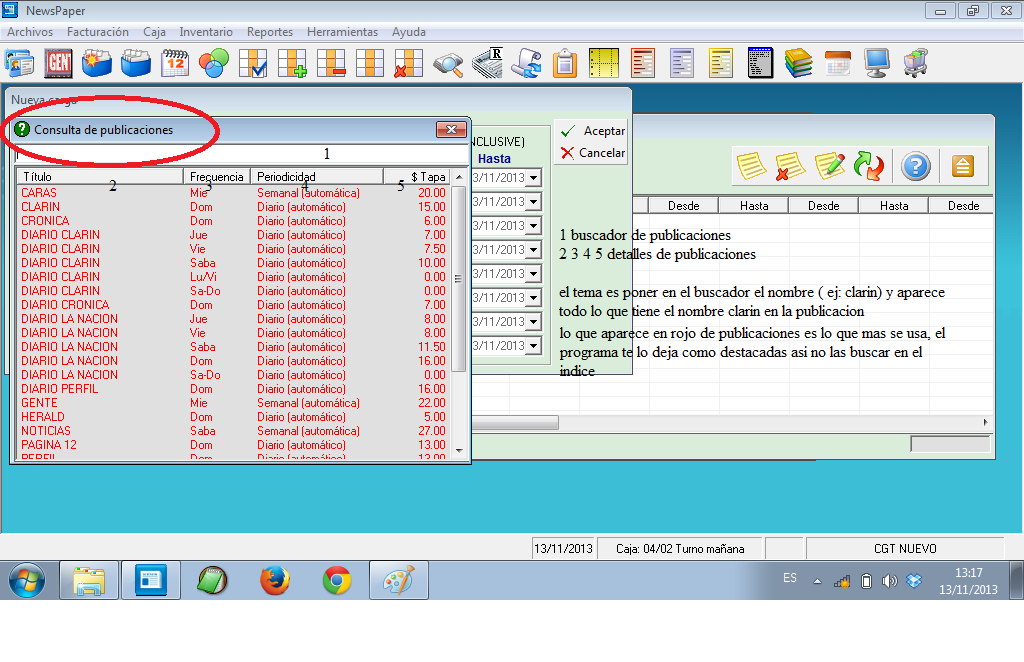 NewsPaper
Archivos Facturación Caja Inventario Reportes Herramientas Ayuda
GENT 12 R
Nueva carga
Consulta de publicaciones
1
Título Frecuencia Periodicidad $ Tapa
2 3 4 5
CARAS Mie Semanal (automática) 20.00
CLARIN Dom Diario (automático) 15.00
CRONICA Dom Diario (automático) 6.00
DIARIO CLARIN Jue Diario (automático) 7.00
DIARIO CLARIN Vie Diario (automático) 7.50
DIARIO CLARIN Saba Diario (automático) 10.00
DIARIO CLARIN Lu/Vi Diario (automático) 0.00
DIARIO CLARIN Sa-Do Diario (automático) 0.00
DIARIO CRONICA Dom Diario (automático) 7.00
DIARIO LA NACION Jue Diario (automático) 8.00
DIARIO LA NACION Vie Diario (automático) 8.00
DIARIO LA NACION Saba Diario (automático) 11.50
DIARIO LA NACION Dom Diario (automático) 16.00
DIARIO LA NACION Sa-Do Diario (automático) 0.00
DIARIO PERFIL Dom Diario (automático) 16.00
GENTE Mie Semanal (automática) 22.00
HERALD Dom Diario (automático) 5.00
NOTICIAS Saba Semanal (automática) 27.00
PAGINA 12 Dom Diario (automático) 13.00
PERFIL Dom Diario (automático) 13.00
NCLUSIVE)
Hasta
3/11/2013
3/11/2013
3/11/2013
3/11/2013
3/11/2013
3/11/2013
3/11/2013
3/11/2013
Aceptar
Cancelar
Desde Hasta Desde Hasta Desde
1 buscador de publicaciones
2 3 4 5 detalles de publicaciones
el tema es poner en el buscador el nombre ( ej: clarin) y aparece
todo lo que tiene el nombre clarin en la publicacion
lo que aparece en rojo de publicaciones es lo que mas se usa, el
programa te lo deja como destacadas asi no las buscar en el
indice
13/11/2013 Caja: 04/02 Turno mañana CGT NUEVO
ES 13:17
13/11/2013